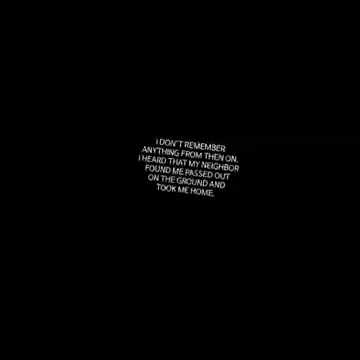 I DON'T REMEMBER
ANYTHING FROM THEN ON.
I HEARD THAT MY NEIGHBOR
FOUND ME PASSED OUT
ON THE GROUND AND
TOOK ME HOME.